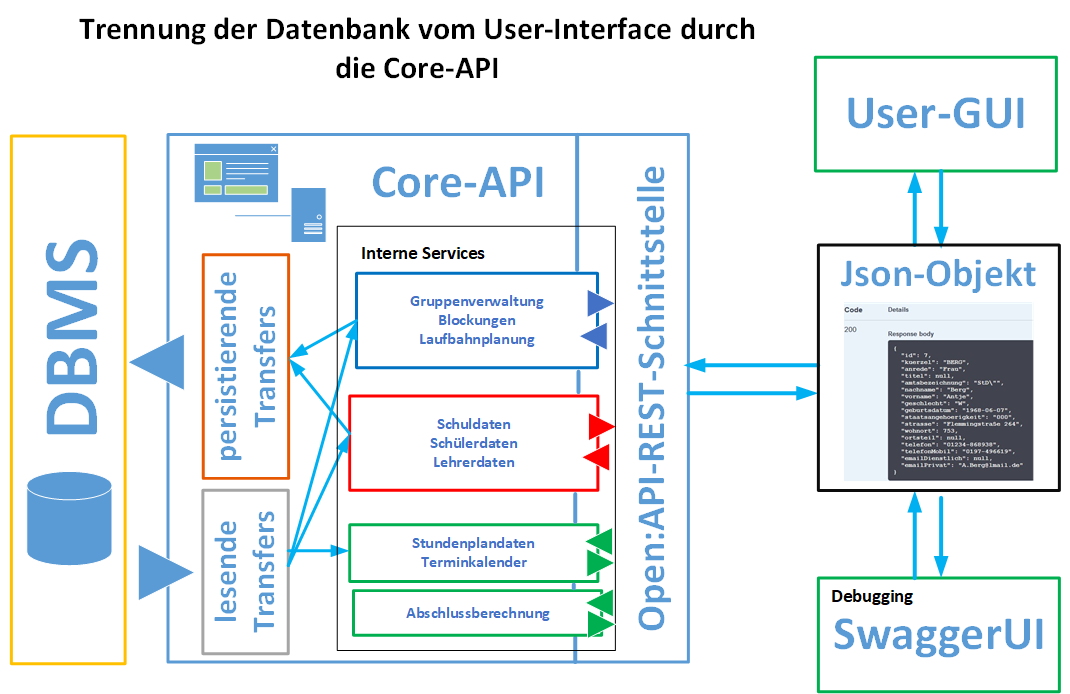 Trennung der Datenbank vom User-Interface durch
die Core-API
DBMS
Core-API
persistierende
Transfers
lesende
Transfers
Interne Services
Gruppenverwaltung
Blockungen
Laufbahnplanung
Schuldaten
Schülerdaten
Lehrerdaten
Stundenplandaten
Terminkalender
Abschlussberechnung
Open:API-REST-Schnittstelle
User-GUI
Json-Objekt
Code Details
200
Response body
{
"id": 7,
"kuerzel": "BERG",
"anrede": "Frau",
"titel": null,
"amtsbezeichnung": "StD\"",
"nachname": "Berg",
"vorname": "Antje",
"geschlecht": "W",
"geburtsdatum": "1968-06-07",
"staatsangehoerigkeit": "000",
"strasse": "Flemmingstraße 264",
"wohnort": 753,
"ortsteil": null,
"telefon": "01234-868938",
"telefonMobil": "0197-496619",
"emailDienstlich": null,
"emailPrivat": "A.Berg@lmail.de"
}
Debugging
SwaggerUI